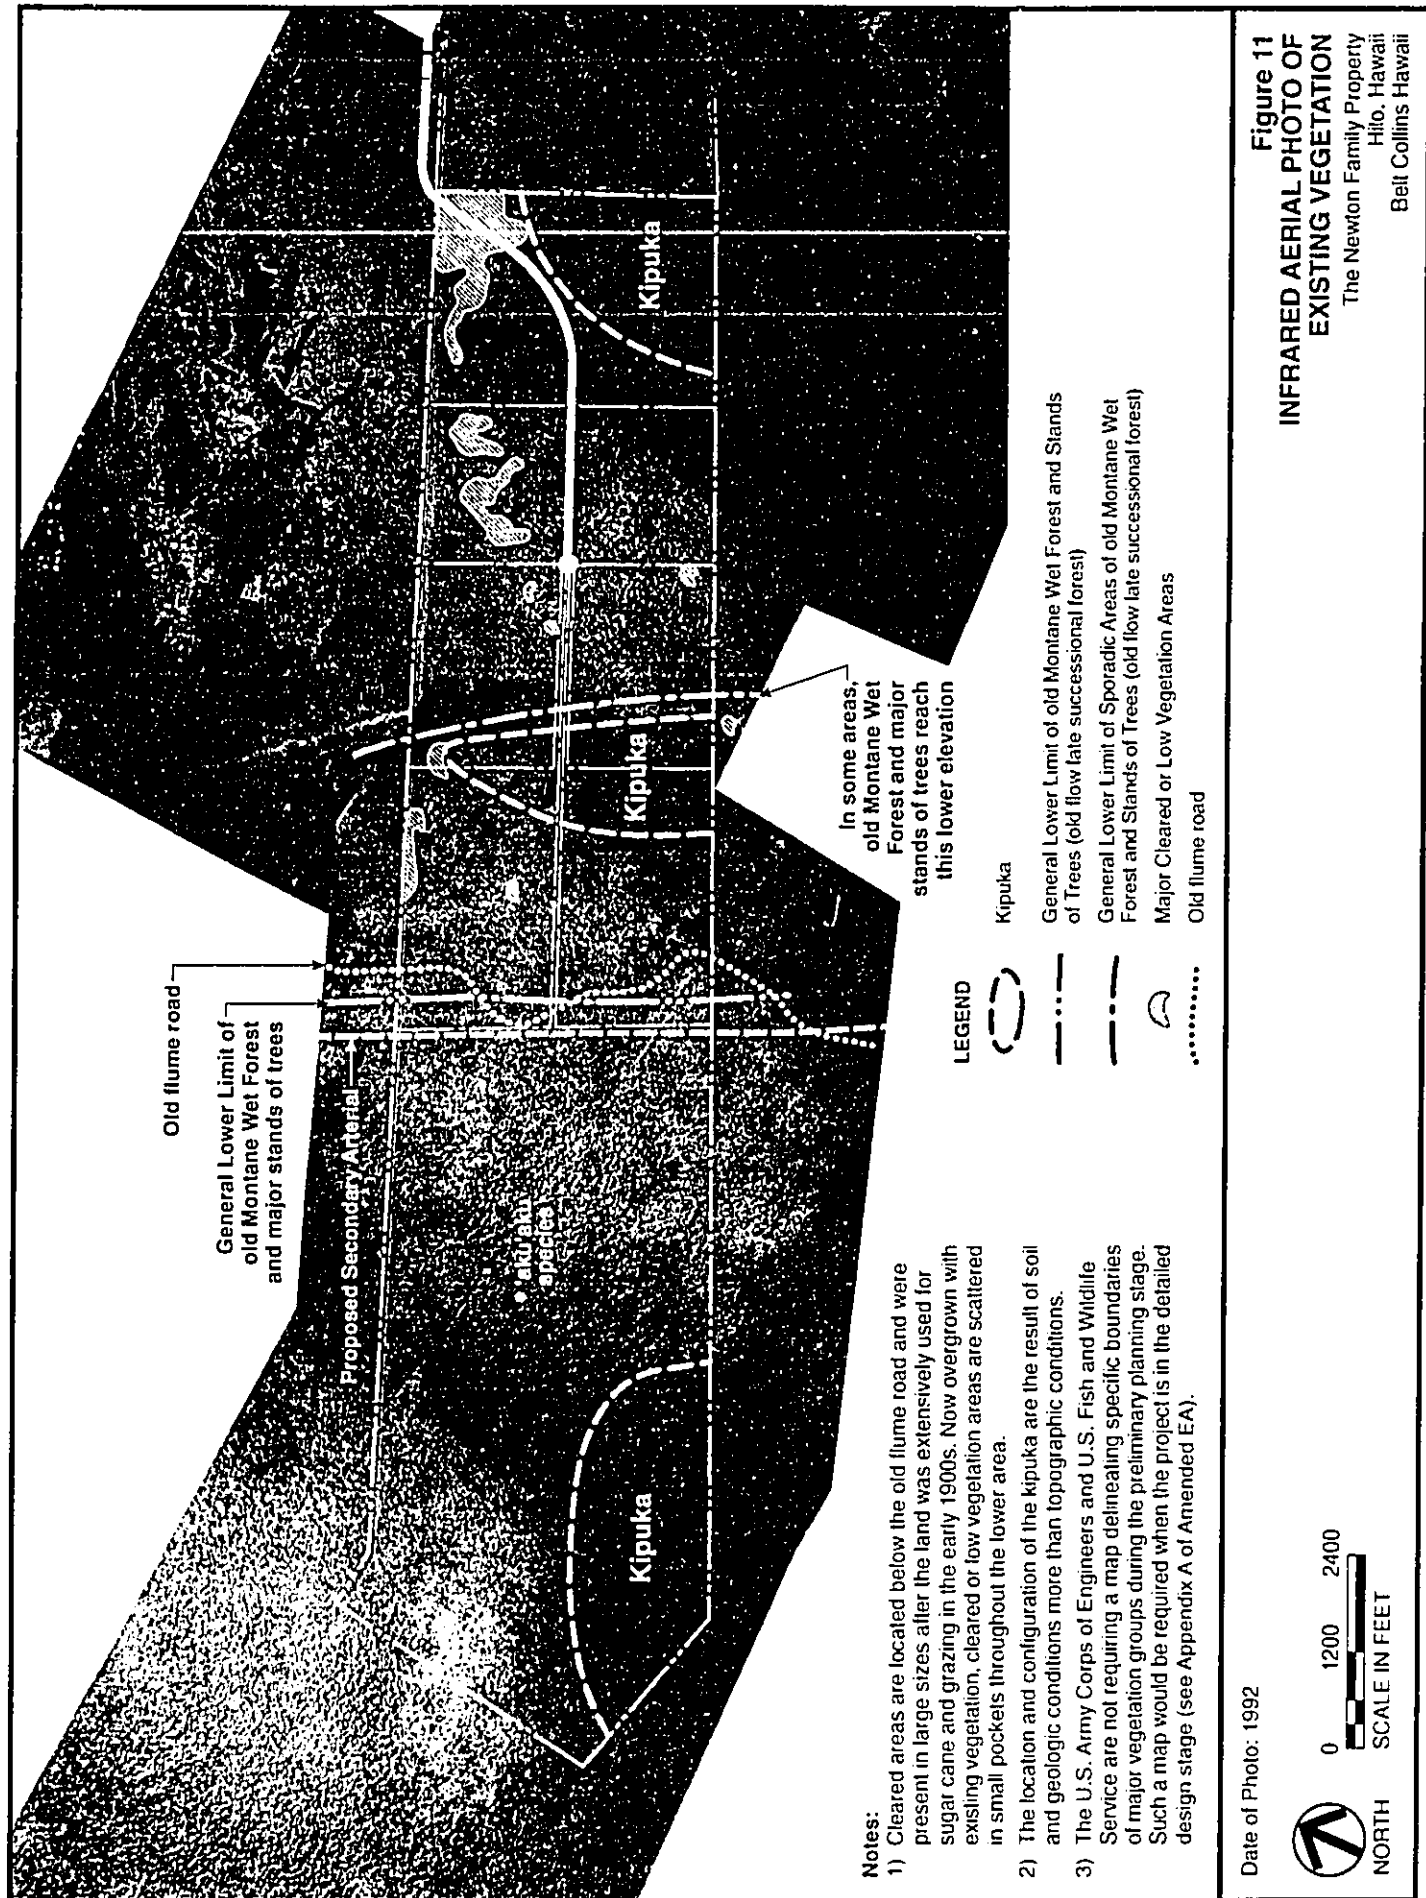 Old flume road
General Lower Limit of
old Montane Wet Forest
and major stands of trees
Proposed Secondary Arterial
species
Kipuka
Kipuka
Kipuka
In some areas,
old Montane Wet
Forest and major
stands of trees reach
this lower elevation
Notes:
1) Cleared areas are located below the old flume road and were
present in large sizes after the land was extensively used for
sugar cane and grazing in the early 1900s. Now overgrown with
existing vegetation, cleared or low vegetation areas are scattered
in small pockets throughout the lower area.
2) The location and configuration of the kipuka are the result of soil
and geologic conditions more than topographic conditions.
3) The U.S. Army Corps of Engineers and U.S. Fish and Wildlife
Service are not requiring a map delineating specific boundaries
of major vegetation groups during the preliminary planning stage.
Such a map would be required when the project is in the detailed
design stage (see Appendix A of Amended EA).
LEGEND
Kipuka
General Lower Limit of old Montane Wet Forest and Stands
of Trees (old flow late successional forest)
General Lower Limit of Sporadic Areas of old Montane Wet
Forest and Stands of Trees (old flow late successional forest)
Major Cleared or Low Vegetation Areas
Old flume road
Date of Photo: 1992
NORTH
0 1200 2400
SCALE IN FEET
Figure 11
INFRARED AERIAL PHOTO OF
EXISTING VEGETATION
The Newton Family Property
Hilo, Hawaii
Belt Collins Hawaii